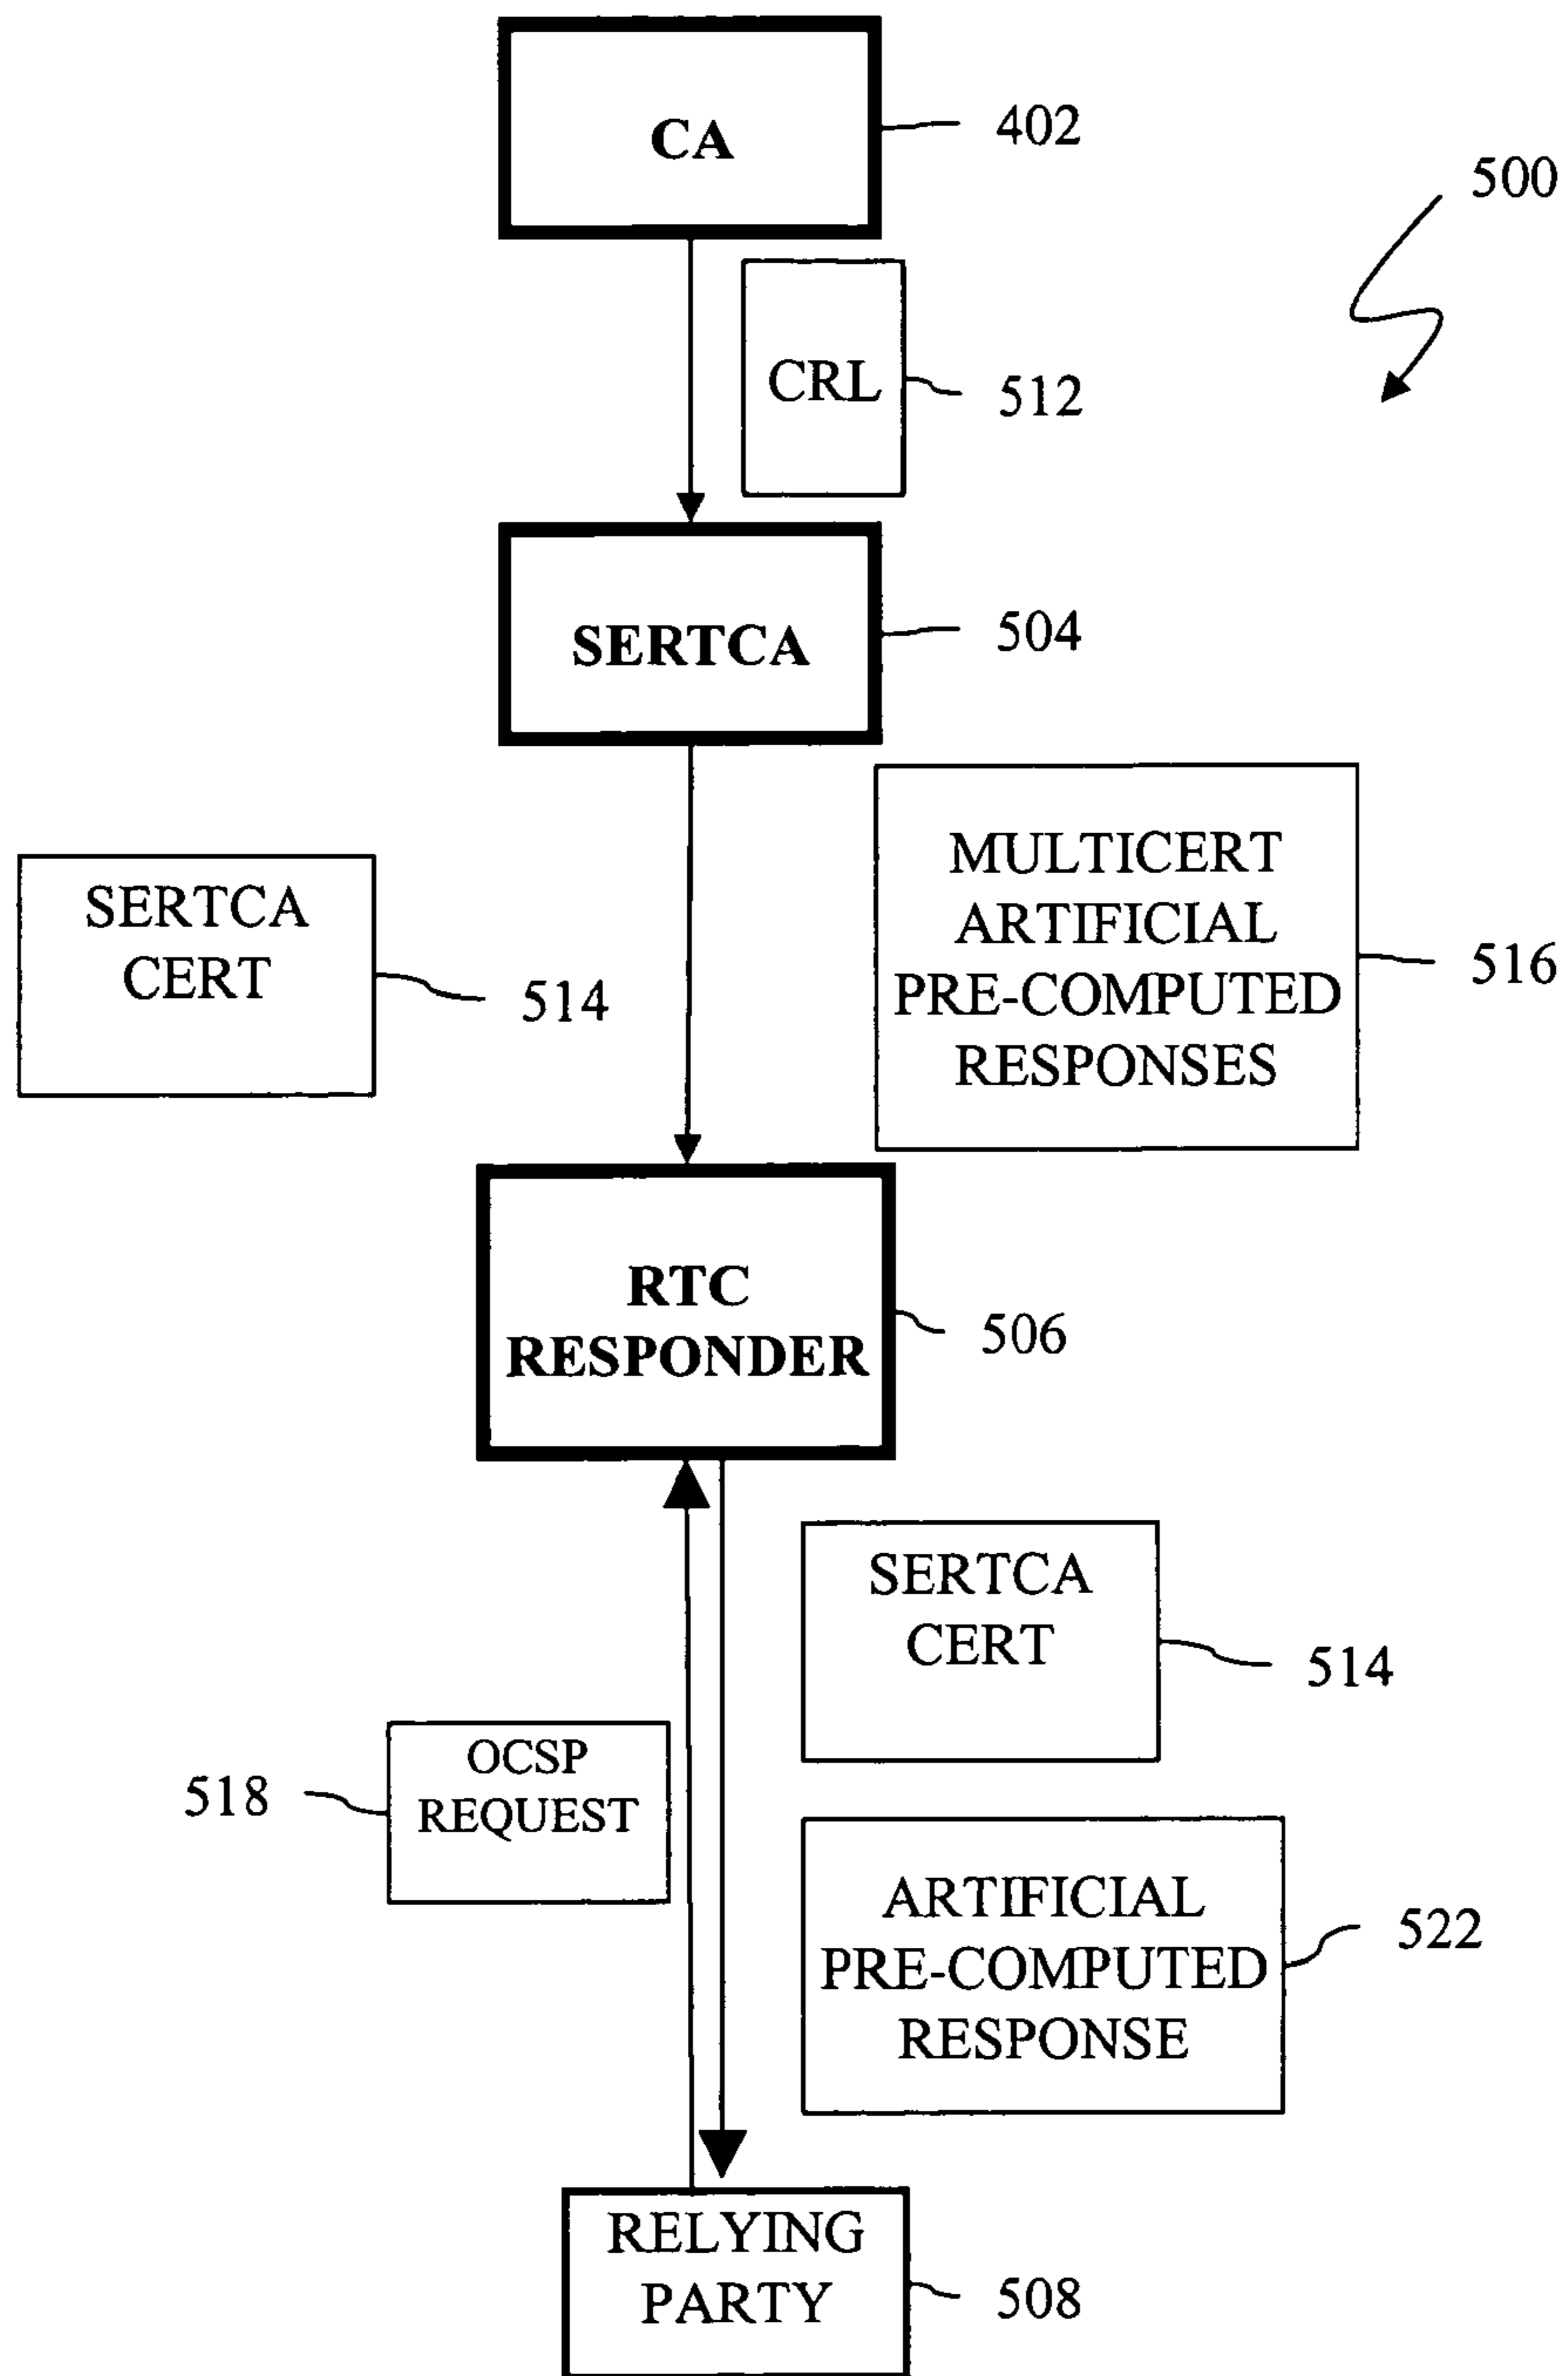 CA
402
500
CRL
512
SERTCA
504
MULTICERT
ARTIFICIAL
PRE-COMPUTED
RESPONSES
516
SERTCA
CERT
514
RTC
RESPONDER
506
SERTCA
CERT
514
OCSP
REQUEST
518
ARTIFICIAL
PRE-COMPUTED
RESPONSE
522
RELYING
PARTY
508